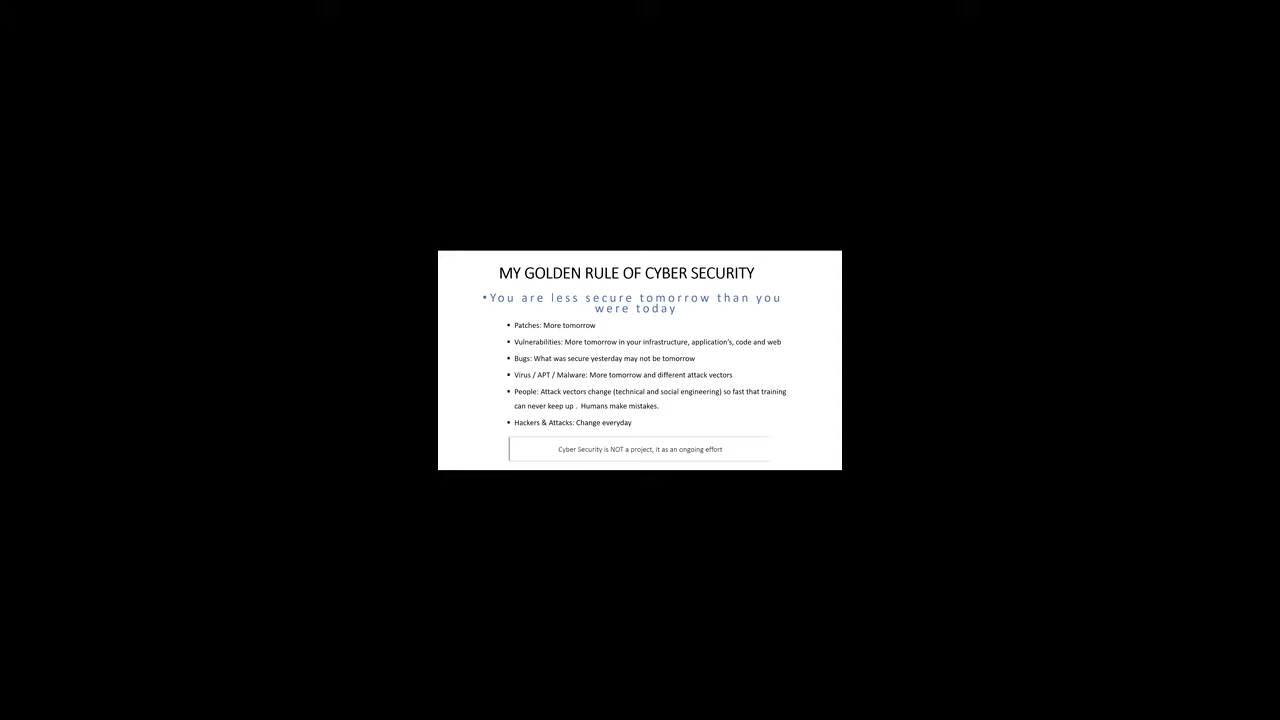 MY GOLDEN RULE OF CYBER SECURITY
• You are less secure tomorrow than you
were today
▪ Patches: More tomorrow
▪ Vulnerabilities: More tomorrow in your infrastructure, application's, code and web
▪ Bugs: What was secure yesterday may not be tomorrow
▪ Virus / APT / Malware: More tomorrow and different attack vectors
▪ People: Attack vectors change (technical and social engineering) so fast that training
can never keep up . Humans make mistakes.
▪ Hackers & Attacks: Change everyday
Cyber Security is NOT a project, it as an ongoing effort